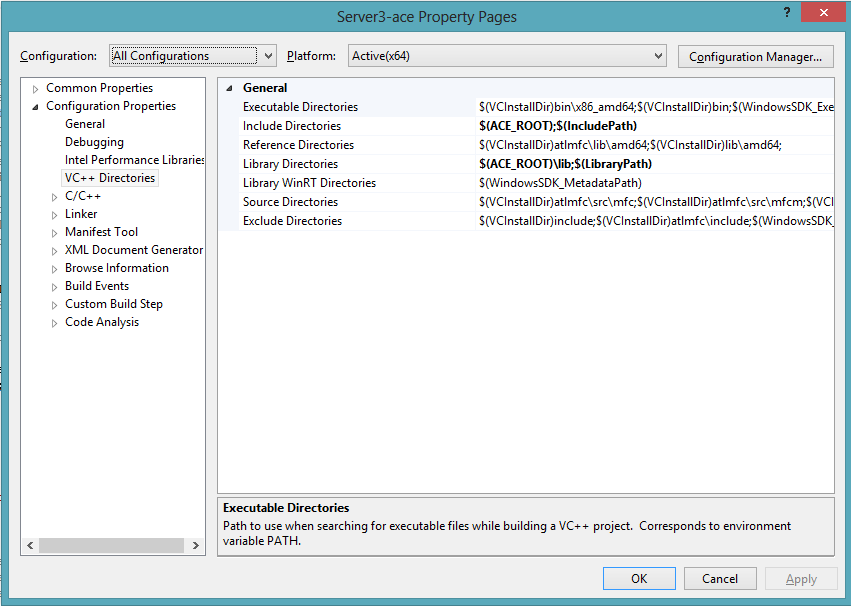 Server3-ace Property Pages
?
Configuration: All Configurations Platform: Active(x64) Configuration Manager...
Common Properties
Configuration Properties
General
Debugging
Intel Performance Libraries
VC++ Directories
C/C++
Linker
Manifest Tool
XML Document Generator
Browse Information
Build Events
Custom Build Step
Code Analysis
General
Executable Directories $(VCInstallDir)bin\x86_amd64;$(VCInstallDir)bin;$(WindowsSDK_Exe
Include Directories $(ACE_ROOT);$(IncludePath)
Reference Directories $(VCInstallDir)atlmfc\lib\amd64;$(VCInstallDir)lib\amd64;
Library Directories $(ACE_ROOT)\lib;$(LibraryPath)
Library WinRT Directories $(WindowsSDK_MetadataPath)
Source Directories $(VCInstallDir)atlmfc\src\mfc;$(VCInstallDir)atlmfc\src\mfcm;$(VCI
Exclude Directories $(VCInstallDir)include;$(VCInstallDir)atlmfc\include;$(WindowsSDK_
Executable Directories
Path to use when searching for executable files while building a VC++ project. Corresponds to environment
variable PATH.
OK Cancel Apply